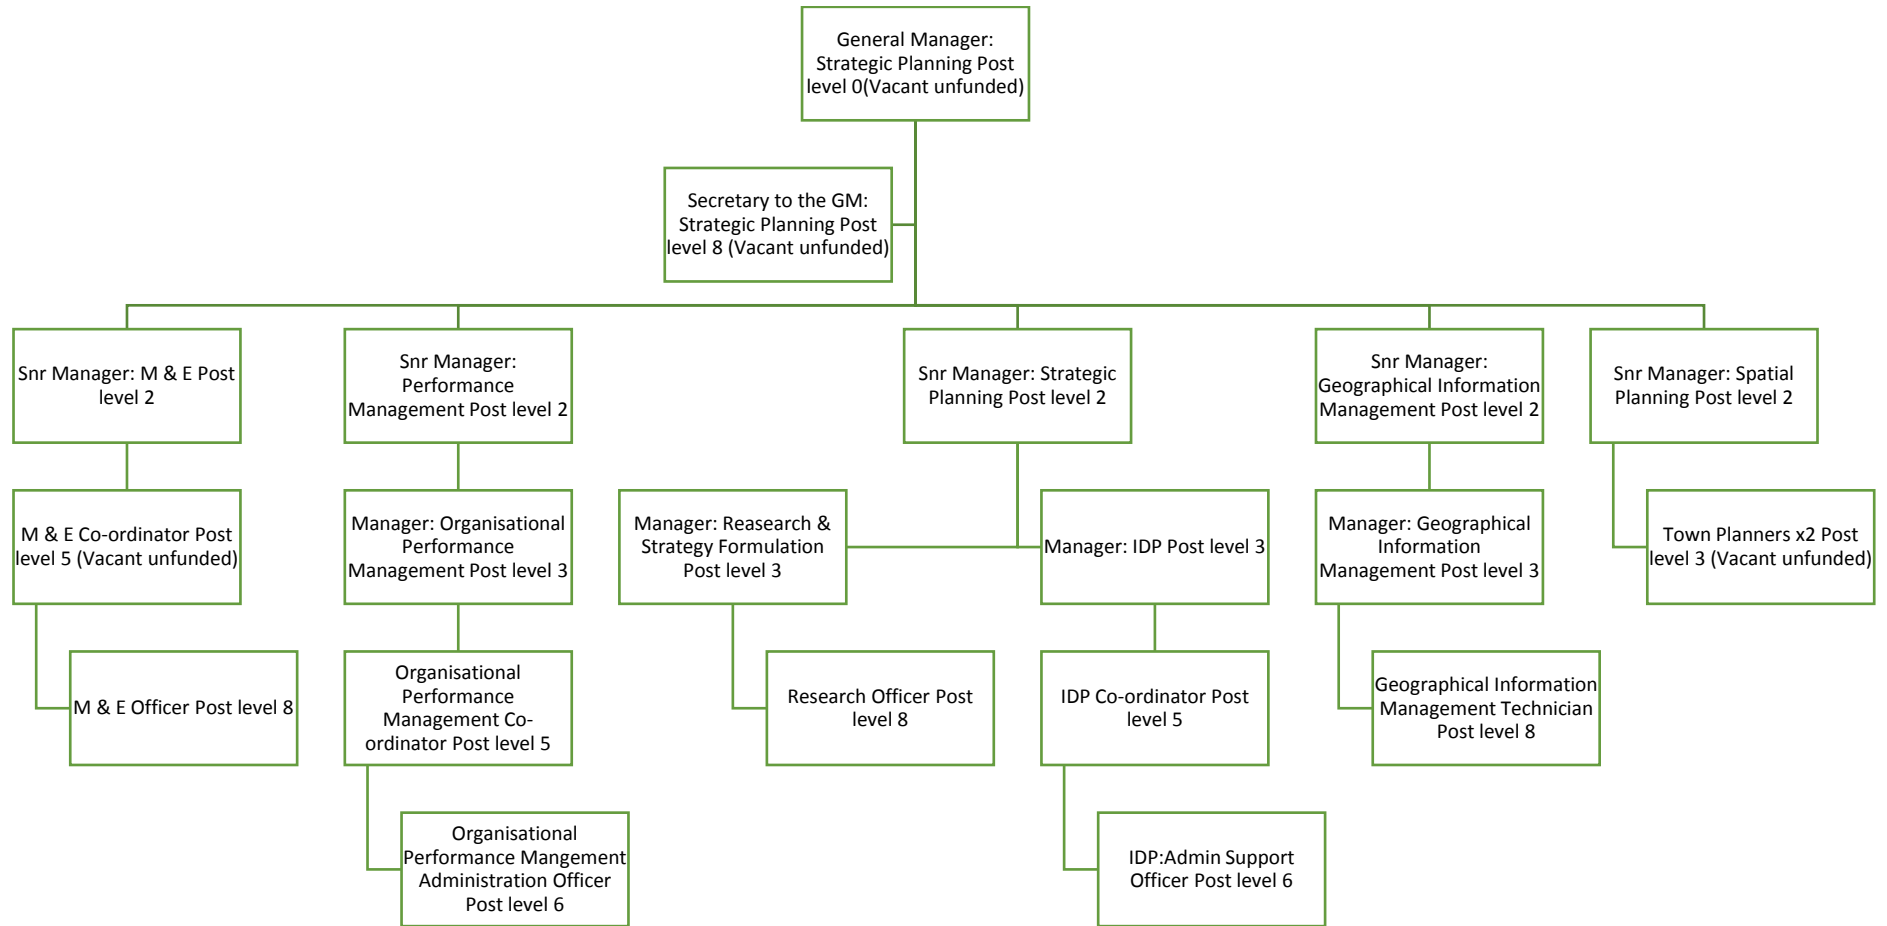 General Manager:
Strategic Planning Post
level 0(Vacant unfunded)
Secretary to the GM:
Strategic Planning Post
level 8 (Vacant unfunded)
Snr Manager: M & E Post
level 2
Snr Manager:
Performance
Management Post level 2
Snr Manager: Strategic
Planning Post level 2
Snr Manager:
Geographical Information
Management Post level 2
Snr Manager: Spatial
Planning Post level 2
M & E Co-ordinator Post
level 5 (Vacant unfunded)
Manager: Organisational
Performance
Management Post level 3
Manager: Reasearch &
Strategy Formulation
Post level 3
Manager: IDP Post level 3
Manager: Geographical
Information
Management Post level 3
Town Planners x2 Post
level 3 (Vacant unfunded)
M & E Officer Post level 8
Organisational
Performance
Management Co-
ordinator Post level 5
Research Officer Post
level 8
IDP Co-ordinator Post
level 5
Geographical Information
Management Technician
Post level 8
Organisational
Performance Mangement
Administration Officer
Post level 6
IDP:Admin Support
Officer Post level 6